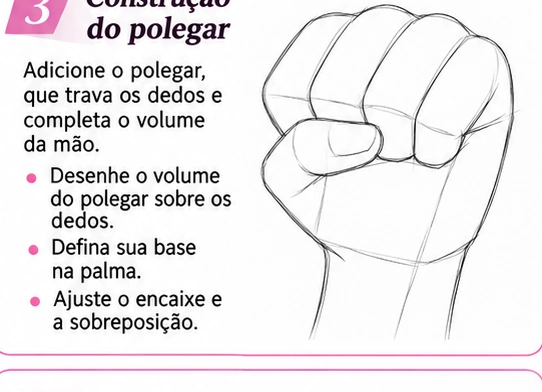 3 Construção
do polegar
Adicione o polegar,
que trava os dedos e
completa o volume
da mão.
• Desenhe o volume
do polegar sobre os
dedos.
• Defina sua base
na palma.
• Ajuste o encaixe e
a sobreposição.